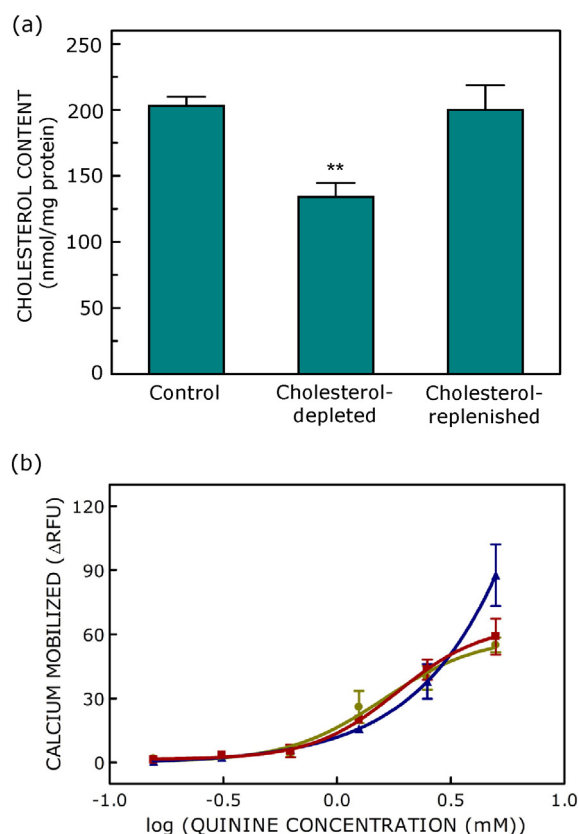 (a)
CHOLESTEROL CONTENT
(nmol/mg protein)
250
200
150
100
50
0
Control
Cholesterol-
depleted
Cholesterol-
replenished
**
(b)
CALCIUM MOBILIZED (ΔRFU)
120
90
60
30
0
-1.0
-0.5
0.0
0.5
1.0
log (QUININE CONCENTRATION (mM))